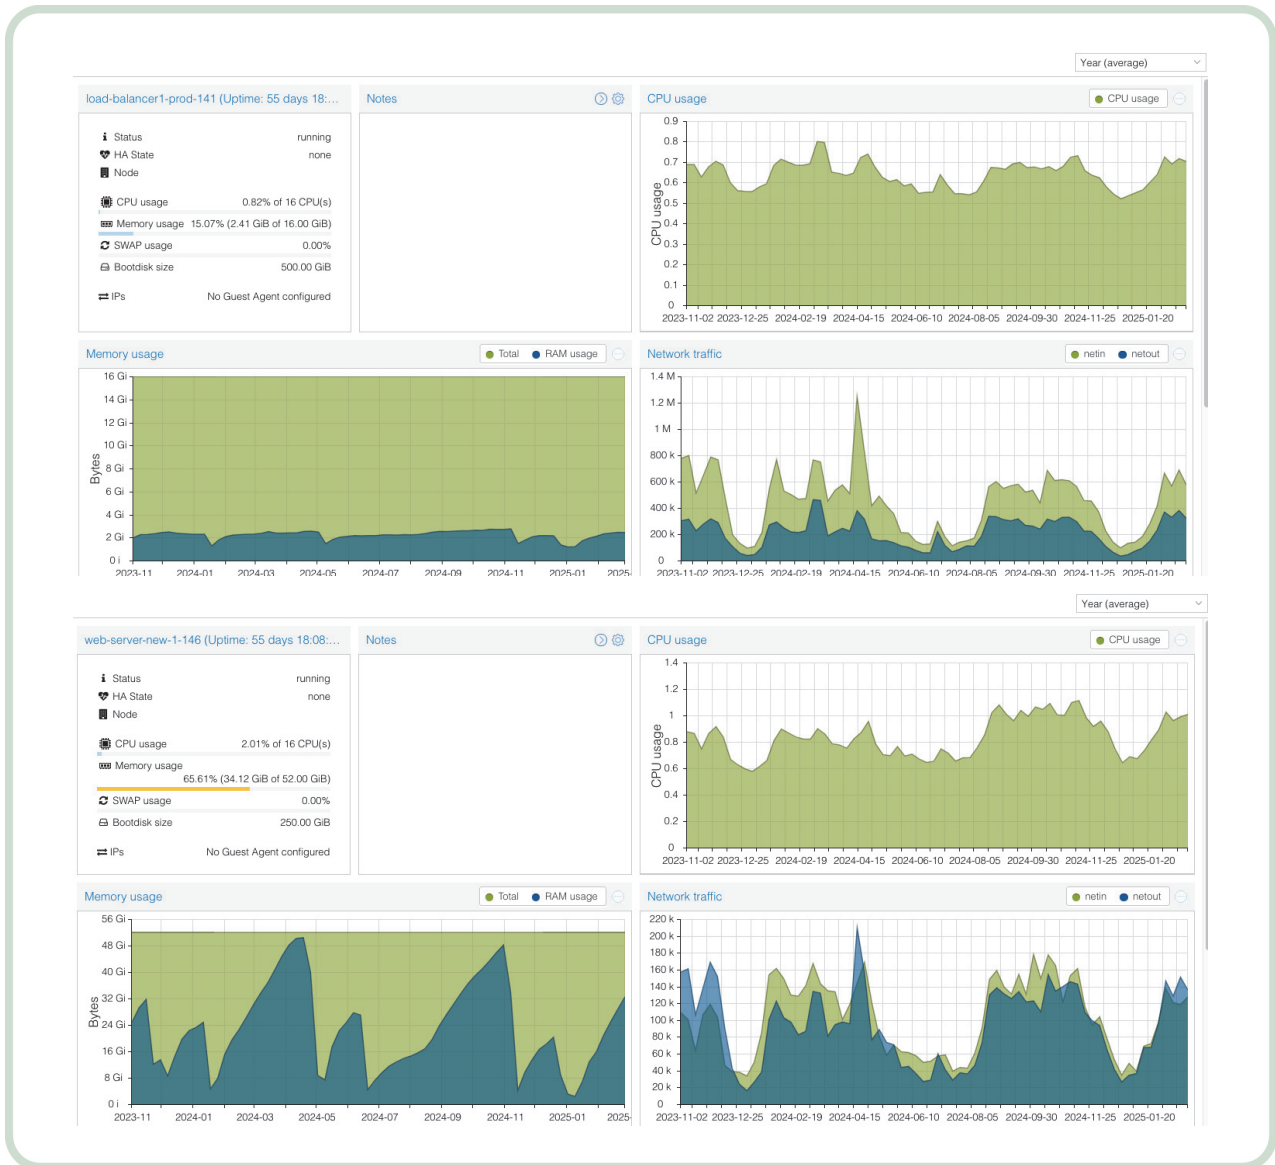 Year (average)
load-balancer1-prod-141 (Uptime: 55 days 18:...
Notes
CPU usage
CPU usage
Status running
HA State none
Node
CPU usage 0.82% of 16 CPU(s)
Memory usage 15.07% (2.41 GiB of 16.00 GiB)
SWAP usage 0.00%
Bootdisk size 500.00 GiB
IPs No Guest Agent configured
0.9
0.8
0.7
0.6
0.5
0.4
0.3
0.2
0.1
0
CPU usage
2023-11-02 2023-12-25 2024-02-19 2024-04-15 2024-06-10 2024-08-05 2024-09-30 2024-11-25 2025-01-20
Memory usage
Total RAM usage
16 Gi
14 Gi
12 Gi
10 Gi
8 Gi
6 Gi
4 Gi
2 Gi
0 i
Bytes
2023-11 2024-01 2024-03 2024-05 2024-07 2024-09 2024-11 2025-01 2025-
Network traffic
netin netout
1.4 M
1.2 M
1 M
800 k
600 k
400 k
200 k
0
2023-11-02 2023-12-25 2024-02-19 2024-04-15 2024-06-10 2024-08-05 2024-09-30 2024-11-25 2025-01-20
Year (average)
web-server-new-1-146 (Uptime: 55 days 18:08:...
Notes
CPU usage
CPU usage
Status running
HA State none
Node
CPU usage 2.01% of 16 CPU(s)
Memory usage
65.61% (34.12 GiB of 52.00 GiB)
SWAP usage 0.00%
Bootdisk size 250.00 GiB
IPs No Guest Agent configured
1.4
1.2
1
0.8
0.6
0.4
0.2
0
CPU usage
2023-11-02 2023-12-25 2024-02-19 2024-04-15 2024-06-10 2024-08-05 2024-09-30 2024-11-25 2025-01-20
Memory usage
Total RAM usage
56 Gi
48 Gi
40 Gi
32 Gi
24 Gi
16 Gi
8 Gi
0 i
Bytes
2023-11 2024-01 2024-03 2024-05 2024-07 2024-09 2024-11 2025-01 2025-
Network traffic
netin netout
220 k
200 k
180 k
160 k
140 k
120 k
100 k
80 k
60 k
40 k
20 k
0
2023-11-02 2023-12-25 2024-02-19 2024-04-15 2024-06-10 2024-08-05 2024-09-30 2024-11-25 2025-01-20